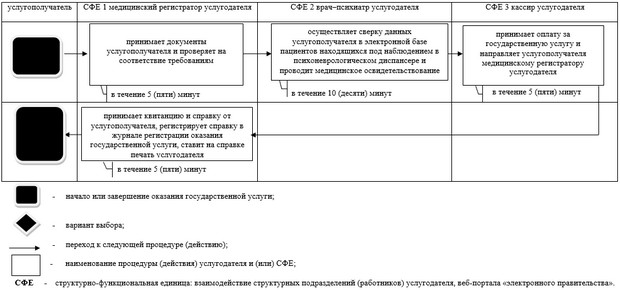 услугополучатель СФЕ 1 медицинский регистратор услугодателя СФЕ 2 врач–психиатр услугодателя СФЕ 3 кассир услугодателя
принимает документы
услугополучателя и проверяет на
соответствие требованиям
в течение 5 (пяти) минут
осуществляет сверку данных
услугополучателя в электронной базе
пациентов находящихся под наблюдением в
психоневрологическом диспансере и
проводит медицинское освидетельствование
в течение 10 (десяти) минут
принимает оплату за
государственную услугу и
направляет услугополучателя
медицинскому регистратору
услугодателя
в течение 5 (пяти) минут
принимает квитанцию и справку от
услугополучателя, регистрирует справку в
журнале регистрации оказания
государственной услуги, ставит на справке
печать услугодателя
в течение 5 (пяти) минут
- начало или завершение оказания государственной услуги;
- вариант выбора;
- переход к следующей процедуре (действию);
- наименование процедуры (действия) услугодателя и (или) СФЕ;
СФЕ - структурно-функциональная единица: взаимодействие структурных подразделений (работников) услугодателя, веб-портала «электронного правительства».